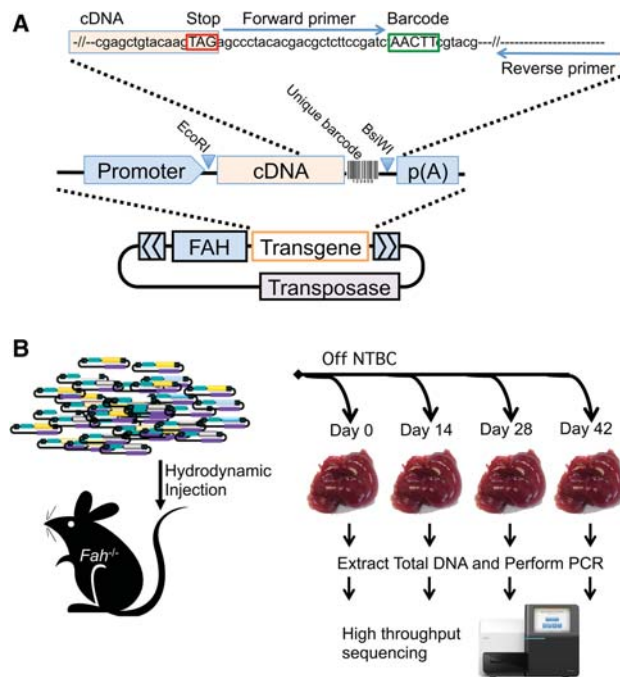 A
cDNA Stop Forward primer Barcode
-//--cgagctgtacaagTAGagccctacacgacgctcttccgatctAACTTcgtacg---//-----------------------
Reverse primer
EcoRI Unique barcode BsiWI
Promoter cDNA p(A)
123456
FAH Transgene
Transposase
B
Off NTBC
Day 0 Day 14 Day 28 Day 42
Hydrodynamic
Injection
Fah-/-
Extract Total DNA and Perform PCR
High throughput
sequencing